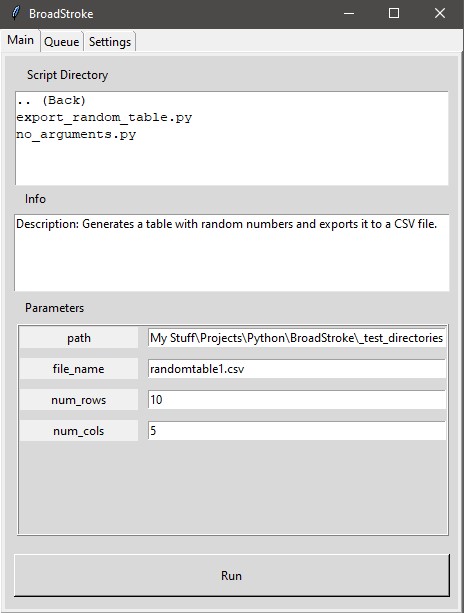 BroadStroke
Main Queue Settings
Script Directory
.. (Back)
export_random_table.py
no_arguments.py
Info
Description: Generates a table with random numbers and exports it to a CSV file.
Parameters
path My Stuff\Projects\Python\BroadStroke\_test_directories
file_name randomtable1.csv
num_rows 10
num_cols 5
Run